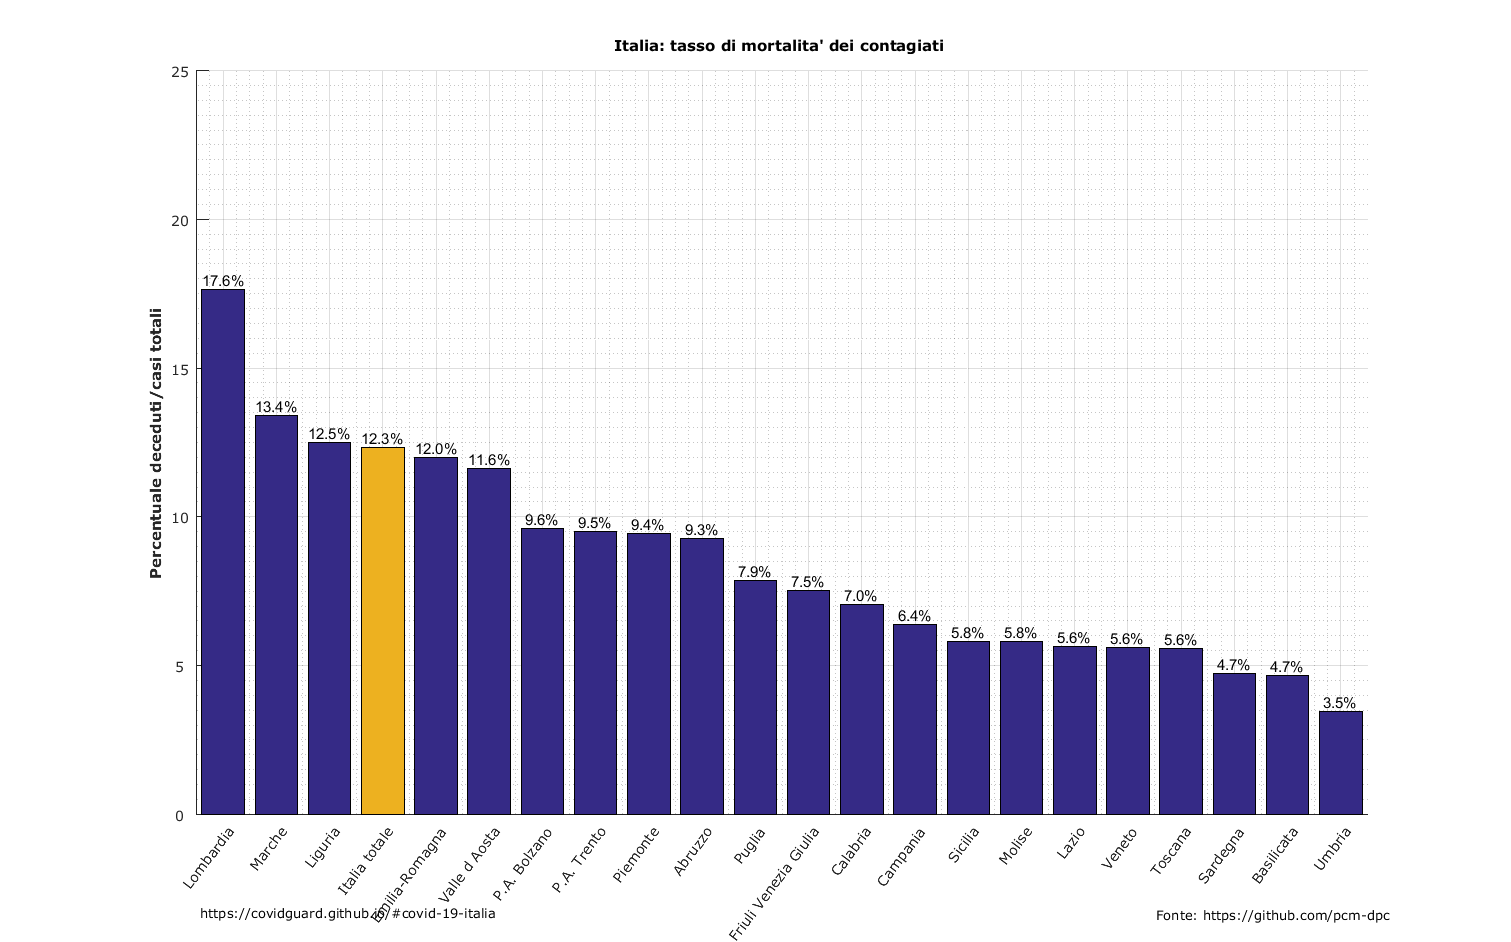 Italia: tasso di mortalita' dei contagiati
Percentuale deceduti/casi totali
25
20
15
10
5
0
17.6%
13.4%
12.5%
12.3%
12.0%
11.6%
9.6%
9.5%
9.4%
9.3%
7.9%
7.5%
7.0%
6.4%
5.8%
5.8%
5.6%
5.6%
5.6%
4.7%
4.7%
3.5%
Lombardia
Marche
Liguria
Italia totale
Emilia-Romagna
Valle d Aosta
P.A. Bolzano
P.A. Trento
Piemonte
Abruzzo
Puglia
Friuli Venezia Giulia
Calabria
Campania
Sicilia
Molise
Lazio
Veneto
Toscana
Sardegna
Basilicata
Umbria
https://covidguard.github.io/#covid-19-italia
Fonte: https://github.com/pcm-dpc